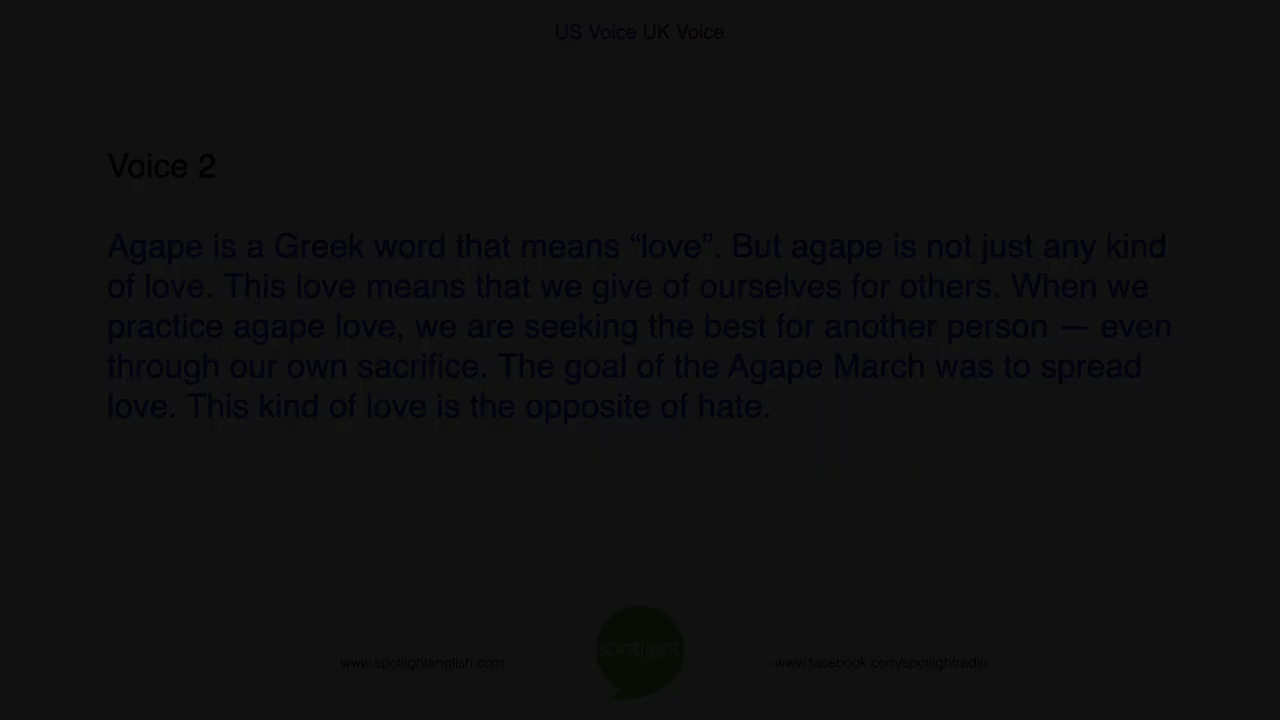 US Voice UK Voice
Voice 2
Agape is a Greek word that means “love”. But agape is not just any kind
of love. This love means that we give of ourselves for others. When we
practice agape love, we are seeking the best for another person — even
through our own sacrifice. The goal of the Agape March was to spread
love. This kind of love is the opposite of hate.
spotlight
www.spotlightenglish.com
www.facebook.com/spotlightradio